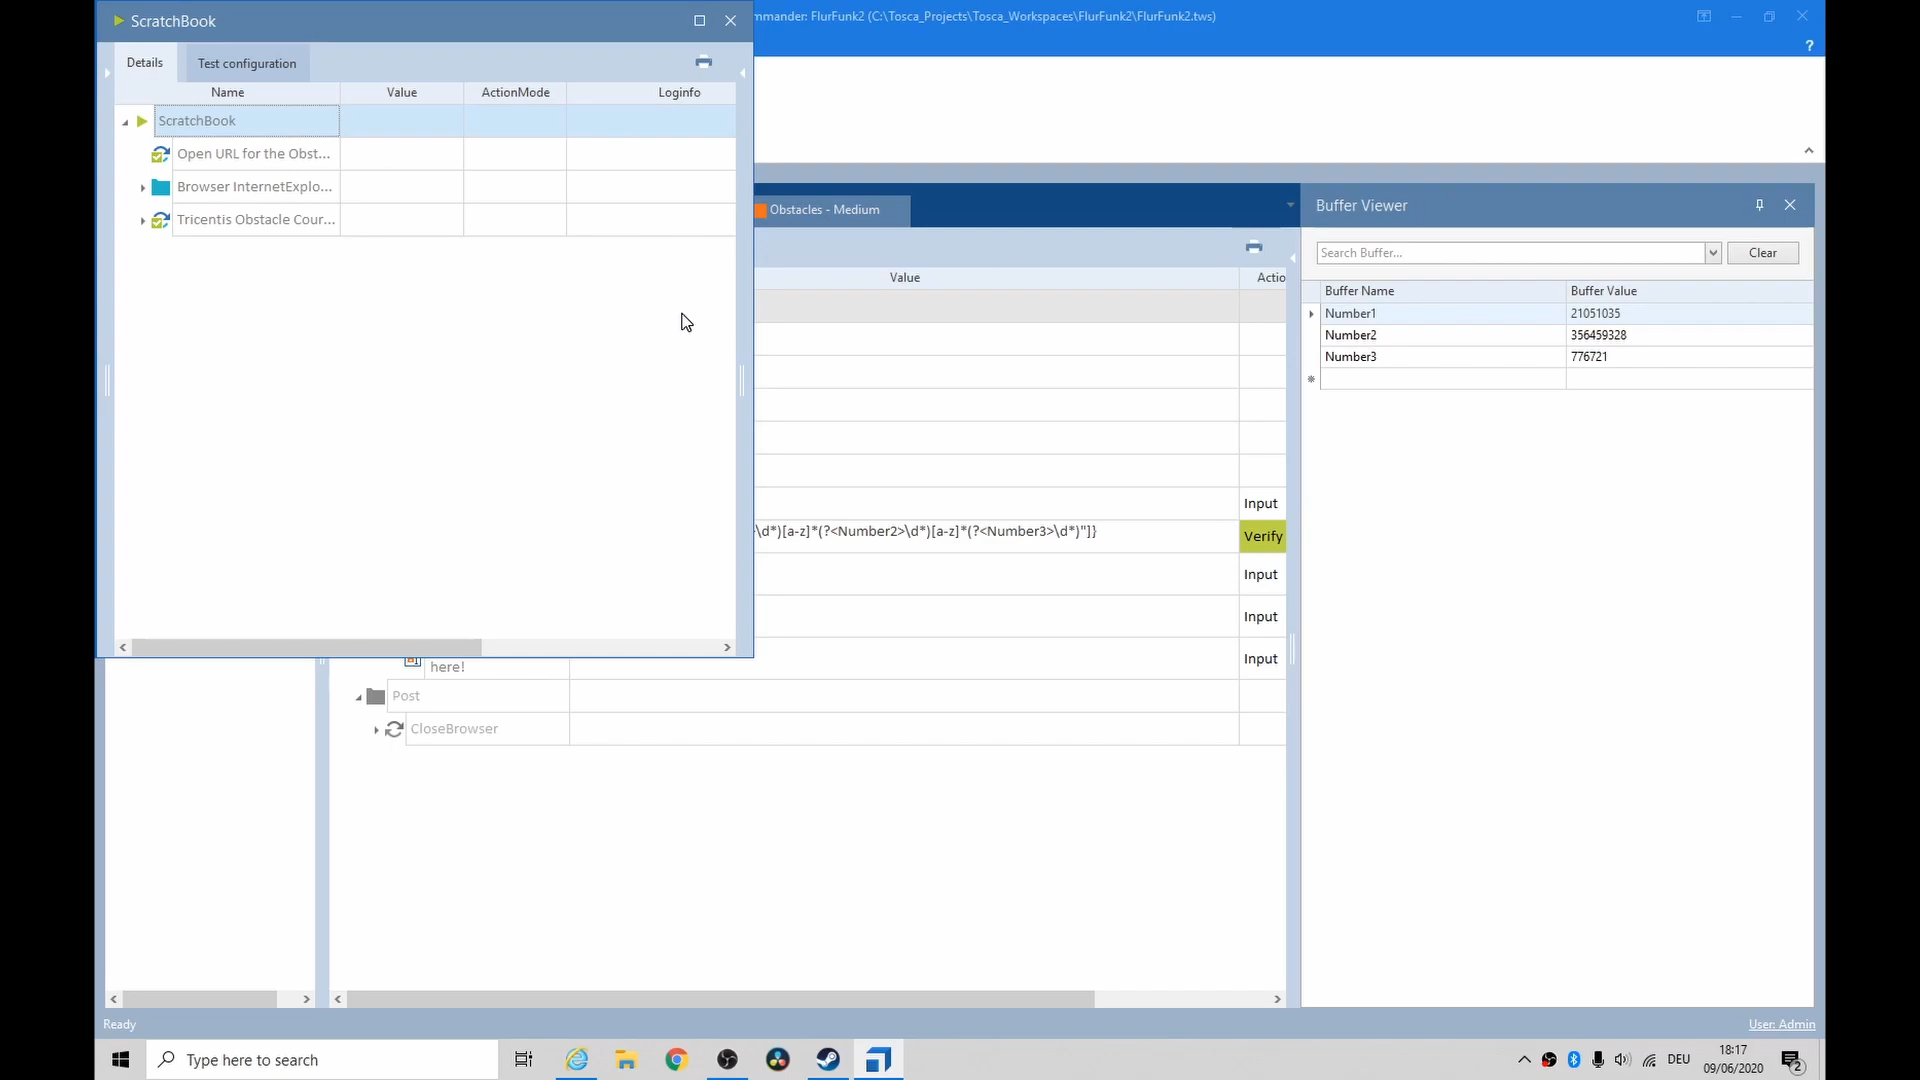 ScratchBook
mmander: FlurFunk2 (C:\Tosca_Projects\Tosca_Workspaces\FlurFunk2\FlurFunk2.tws)
?
Details
Test configuration
Name
Value
ActionMode
Loginfo
ScratchBook
Open URL for the Obst...
Browser InternetExplo...
Tricentis Obstacle Cour...
Obstacles - Medium
Value
Actio
Input
\d*)[a-z]*(?<Number2>\d*)[a-z]*(?<Number3>\d*)"]}
Verify
Input
Input
Input
here!
Post
CloseBrowser
Buffer Viewer
Search Buffer...
Clear
Buffer Name
Buffer Value
Number1
21051035
Number2
356459328
Number3
776721
Ready
User: Admin
Type here to search
DEU
18:17
09/06/2020
2